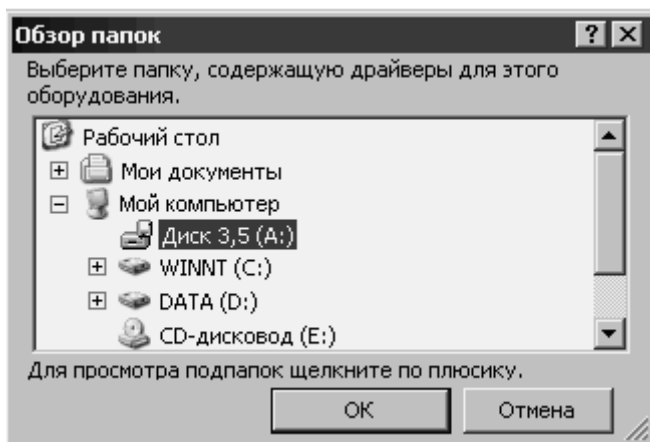 Обзор папок
Выберите папку, содержащую драйверы для этого
оборудования.
Рабочий стол
Мои документы
Мой компьютер
Диск 3,5 (A:)
WINNT (C:)
DATA (D:)
CD-дисковод (E:)
Для просмотра подпапок щелкните по плюсику.
ОК
Отмена